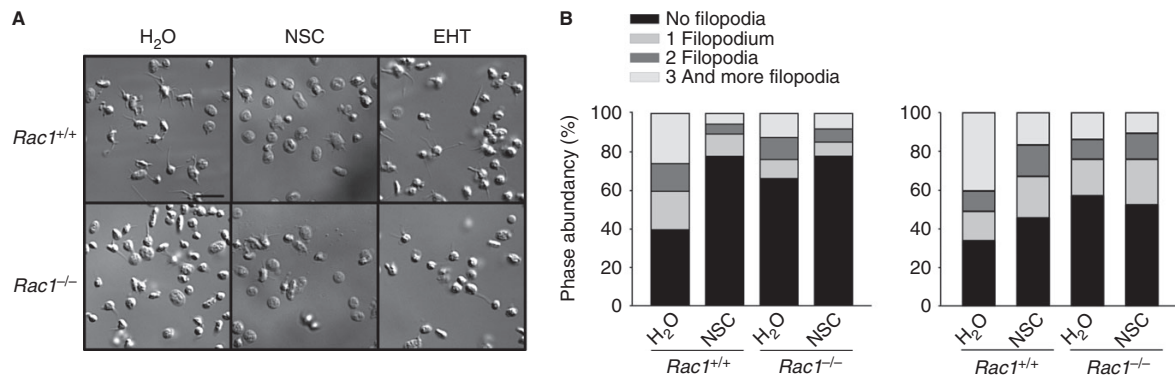 A
H2O NSC EHT
Rac1+/+
Rac1–/–
B
No filopodia
1 Filopodium
2 Filopodia
3 And more filopodia
Phase abundancy (%)
100
80
60
40
20
0
H2O NSC H2O NSC
Rac1+/+ Rac1–/–
100
80
60
40
20
0
H2O NSC H2O NSC
Rac1+/+ Rac1–/–